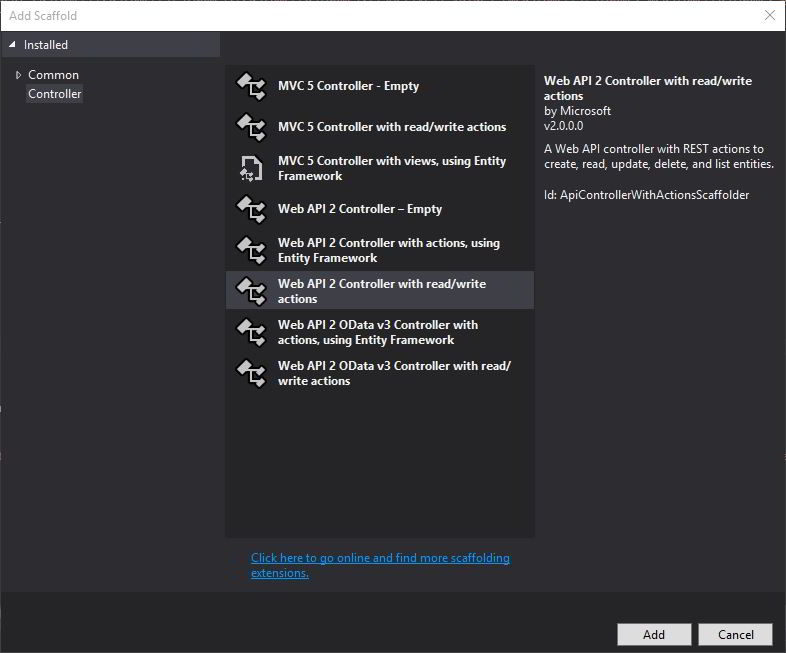 Add Scaffold
Installed
Common
Controller
MVC 5 Controller - Empty
MVC 5 Controller with read/write actions
MVC 5 Controller with views, using Entity
Framework
Web API 2 Controller – Empty
Web API 2 Controller with actions, using
Entity Framework
Web API 2 Controller with read/write
actions
Web API 2 OData v3 Controller with
actions, using Entity Framework
Web API 2 OData v3 Controller with read/
write actions
Click here to go online and find more scaffolding
extensions.
Web API 2 Controller with read/write
actions
by Microsoft
v2.0.0.0
A Web API controller with REST actions to
create, read, update, delete, and list entities.
Id: ApiControllerWithActionsScaffolder
Add
Cancel